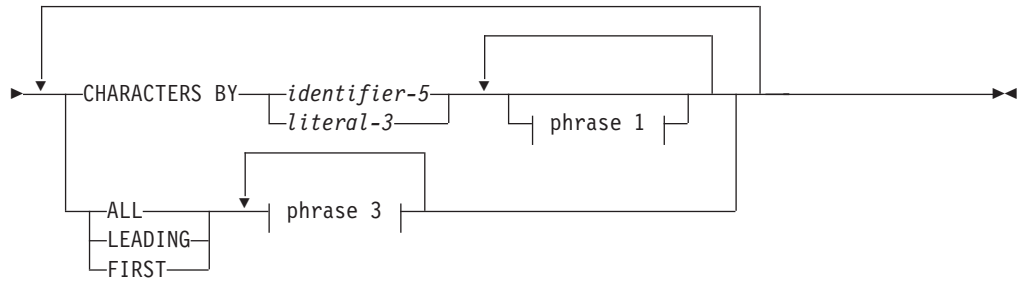 CHARACTERS BY identifier-5
literal-3
phrase 1
ALL
phrase 3
LEADING
FIRST